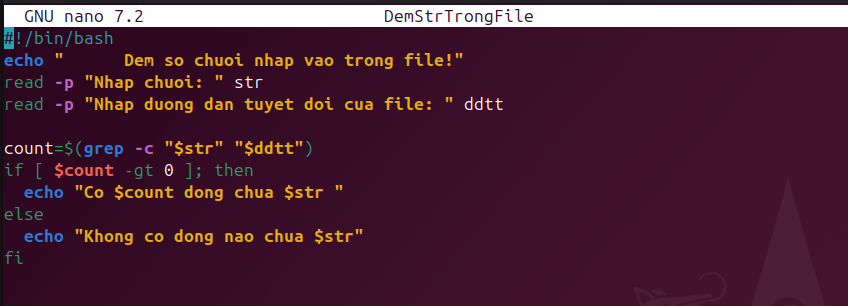 GNU nano 7.2 DemStrTrongFile
#!/bin/bash
echo "      Dem so chuoi nhap vao trong file!"
read -p "Nhap chuoi: " str
read -p "Nhap duong dan tuyet doi cua file: " ddtt

count=$(grep -c "$str" "$ddtt")
if [ $count -gt 0 ]; then
  echo "Co $count dong chua $str "
else
  echo "Khong co dong nao chua $str"
fi